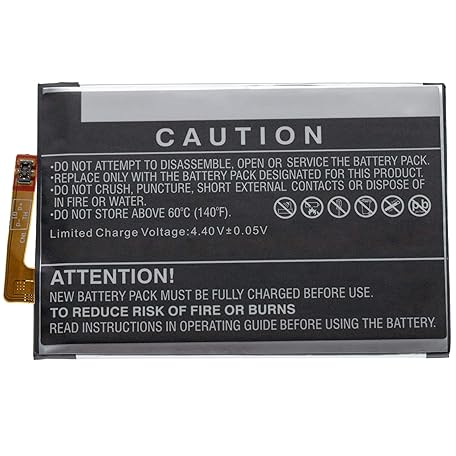 CAUTION
•DO NOT ATTEMPT TO DISASSEMBLE, OPEN OR SERVICE THE BATTERY PACK.
•DO NOT REPLACE WITH A BATTERY PACK DESIGNATED FOR THIS PRODUCT.
•DO NOT CRUSH, PUNCTURE, SHORT EXTERNAL CONTACTS OR DISPOSE OF
IN FIRE OR WATER.
•DO NOT STORE ABOVE 60°C (140°F).
Limited Charge Voltage:4.40V±0.05V
ATTENTION!
NEW BATTERY PACK MUST BE FULLY CHARGED BEFORE USE
TO REDUCE RISK OF FIRE OR BURNS
READ INSTRUCTIONS IN OPERATING GUIDE BEFORE USING THE BATTERY.